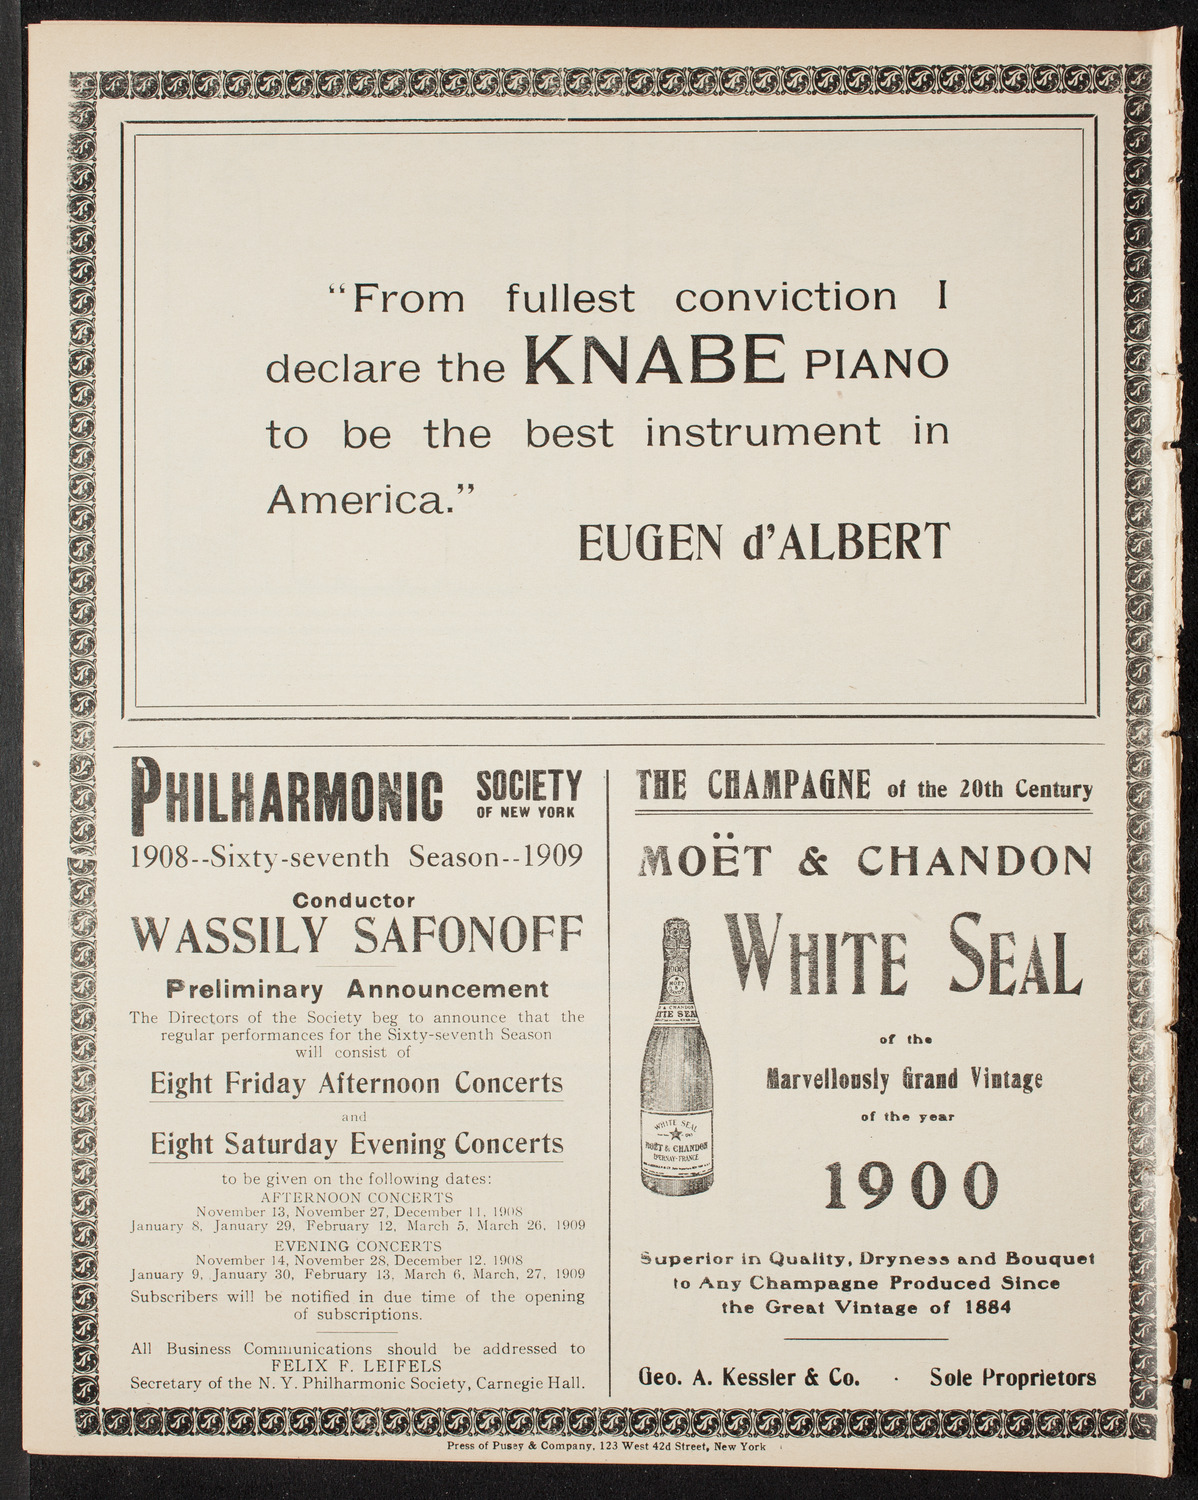 “From fullest conviction I
declare the KNABE PIANO
to be the best instrument in
America.”
EUGEN d’ALBERT
PHILHARMONIC SOCIETY
OF NEW YORK
1908--Sixty-seventh Season--1909
Conductor
WASSILY SAFONOFF
Preliminary Announcement
The Directors of the Society beg to announce that the
regular performances for the Sixty-seventh Season
will consist of
Eight Friday Afternoon Concerts
and
Eight Saturday Evening Concerts
to be given on the following dates:
AFTERNOON CONCERTS
November 13, November 27, December 11, 1908
January 8, January 29, February 12, March 5, March 26, 1909
EVENING CONCERTS
November 14, November 28, December 12, 1908
January 9, January 30, February 13, March 6, March, 27, 1909
Subscribers will be notified in due time of the opening
of subscriptions.
All Business Communications should be addressed to
FELIX F. LEIFELS
Secretary of the N. Y. Philharmonic Society, Carnegie Hall.
THE CHAMPAGNE of the 20th Century
MOËT & CHANDON
WHITE SEAL
of the
Marvellously Grand Vintage
of the year
1900
WHITE SEAL
MOËT & CHANDON
EPERNAY-FRANCE
Superior in Quality, Dryness and Bouquet
to Any Champagne Produced Since
the Great Vintage of 1884
Geo. A. Kessler & Co. · Sole Proprietors
Press of Pusey & Company, 123 West 42d Street, New York